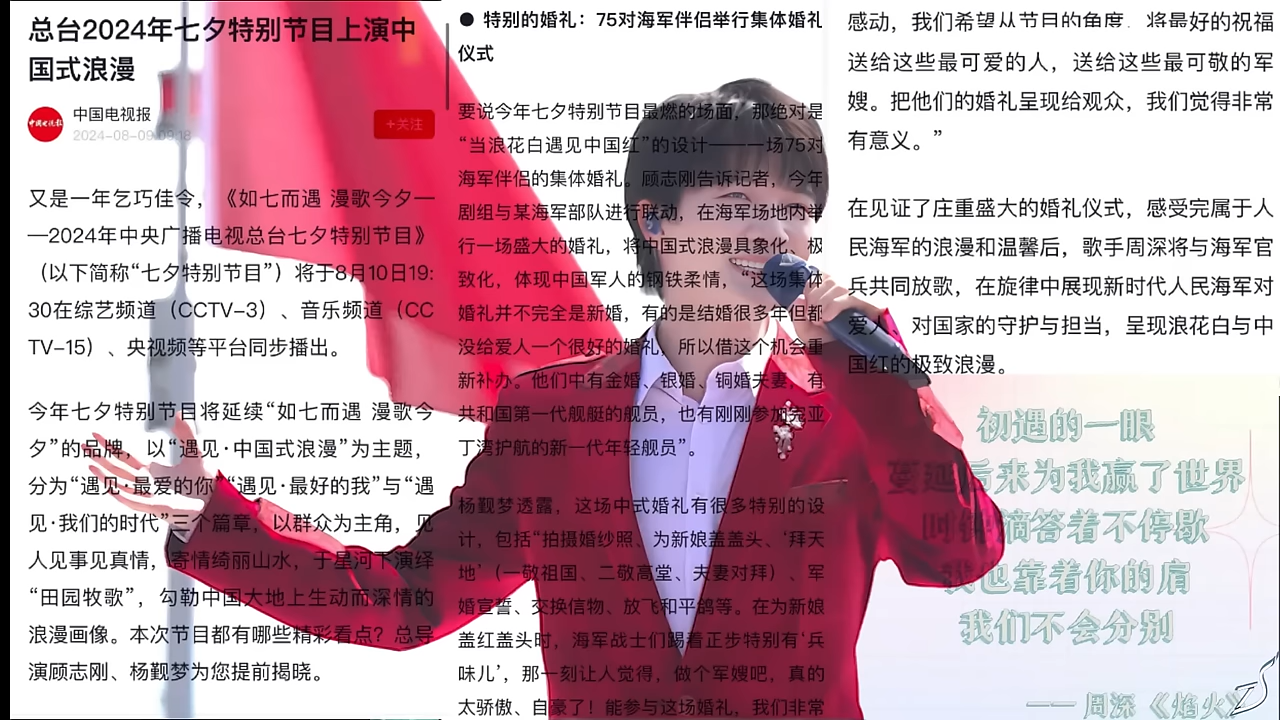 总台2024年七夕特别节目上演中
国式浪漫
中国电视报
中国电视报
2024-08-09 09:18
+关注
又是一年乞巧佳令，《如七而遇 漫歌今夕—
—2024年中央广播电视总台七夕特别节目》
（以下简称“七夕特别节目”）将于8月10日19:
30在综艺频道（CCTV-3）、音乐频道（CC
TV-15）、央视频等平台同步播出。
今年七夕特别节目将延续“如七而遇 漫歌今
夕”的品牌，以“遇见·中国式浪漫”为主题，
分为“遇见·最爱的你”“遇见·最好的我”与“遇
见·我们的时代”三个篇章，以群众为主角，见
人见事见真情，寄情绮丽山水，于星河下演绎
“田园牧歌”，勾勒中国大地上生动而深情的
浪漫画像。本次节目都有哪些精彩看点？总导
演顾志刚、杨觐梦为您提前揭晓。
● 特别的婚礼：75对海军伴侣举行集体婚礼
仪式
要说今年七夕特别节目最燃的场面，那绝对是
“当浪花白遇见中国红”的设计——一场75对
海军伴侣的集体婚礼。顾志刚告诉记者，今年
剧组与某海军部队进行联动，在海军场地内举
行一场盛大的婚礼，将中国式浪漫具象化、极
致化，体现中国军人的钢铁柔情，“这场集体
婚礼并不完全是新婚，有的是结婚很多年但都
没给爱人一个很好的婚礼，所以借这个机会重
新补办。他们中有金婚、银婚、铜婚夫妻，有
共和国第一代舰艇的舰员，也有刚刚参加完亚
丁湾护航的新一代年轻舰员”。
杨觐梦透露，这场中式婚礼有很多特别的设
计，包括“拍摄婚纱照、为新娘盖盖头、‘拜天
地’（一敬祖国、二敬高堂、夫妻对拜）、军
婚宣誓、交换信物、放飞和平鸽等。在为新娘
盖红盖头时，海军战士们踢着正步特别有‘兵
味儿’，那一刻让人觉得，做个军嫂吧，真的
太骄傲、自豪了！能参与这场婚礼，我们非常
感动，我们希望从节目的角度，将最好的祝福
送给这些最可爱的人，送给这些最可敬的军
嫂。把他们的婚礼呈现给观众，我们觉得非常
有意义。”
在见证了庄重盛大的婚礼仪式，感受完属于人
民海军的浪漫和温馨后，歌手周深将与海军官
兵共同放歌，在旋律中展现新时代人民海军对
爱人、对国家的守护与担当，呈现浪花白与中
国红的极致浪漫。
初遇的一眼
蔓延后来为我赢了世界
时钟滴答着不停歇
我也靠着你的肩
我们不会分别
—— 周深《焰火》